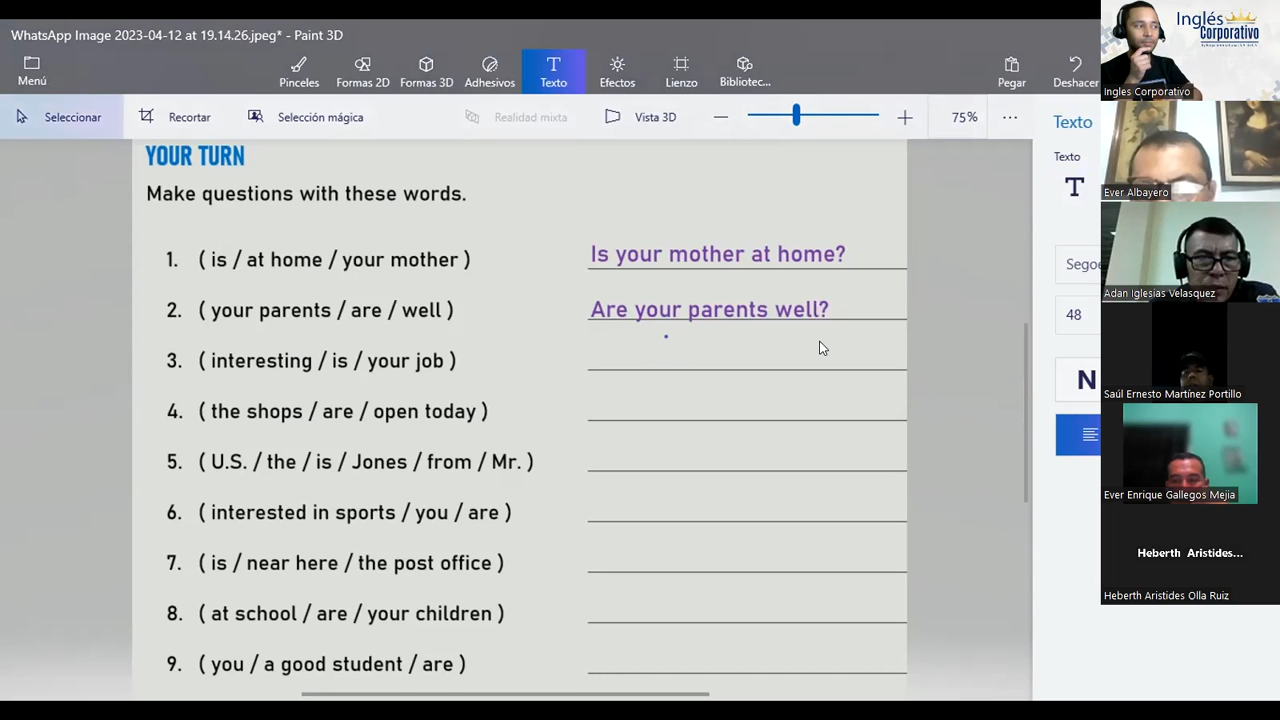 WhatsApp Image 2023-04-12 at 19.14.26.jpeg* - Paint 3D
Menú
Pinceles
Formas 2D
Formas 3D
Adhesivos
Texto
Efectos
Lienzo
Bibliotec...
Pegar
Deshacer
Seleccionar
Recortar
Selección mágica
Realidad mixta
Vista 3D
75%
YOUR TURN
Make questions with these words.
1. ( is / at home / your mother ) Is your mother at home?
2. ( your parents / are / well ) Are your parents well?
3. ( interesting / is / your job )
4. ( the shops / are / open today )
5. ( U.S. / the / is / Jones / from / Mr. )
6. ( interested in sports / you / are )
7. ( is / near here / the post office )
8. ( at school / are / your children )
9. ( you / a good student / are )
Texto
Texto
T
Segoe
48
N
Inglés
Corporativo
Ingles Corporativo
Ever Albayero
Adan Iglesias Velasquez
Saúl Ernesto Martínez Portillo
Ever Enrique Gallegos Mejia
Heberth Aristides...
Heberth Aristides Olla Ruiz